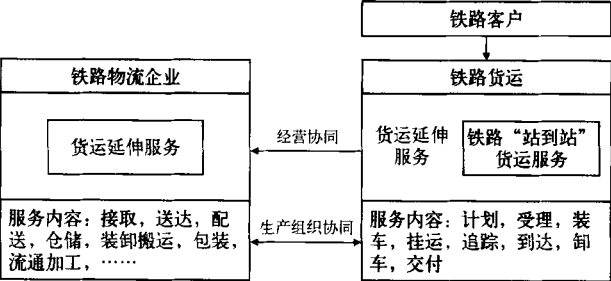 铁路客户
铁路物流企业
货运延伸服务
服务内容：接取，送达，配
送，仓储，装卸搬运，包装，
流通加工，……
经营协同
生产组织协同
铁路货运
货运延伸
服务
铁路“站到站”
货运服务
服务内容：计划，受理，装
车，挂运，追踪，到达，卸
车，交付